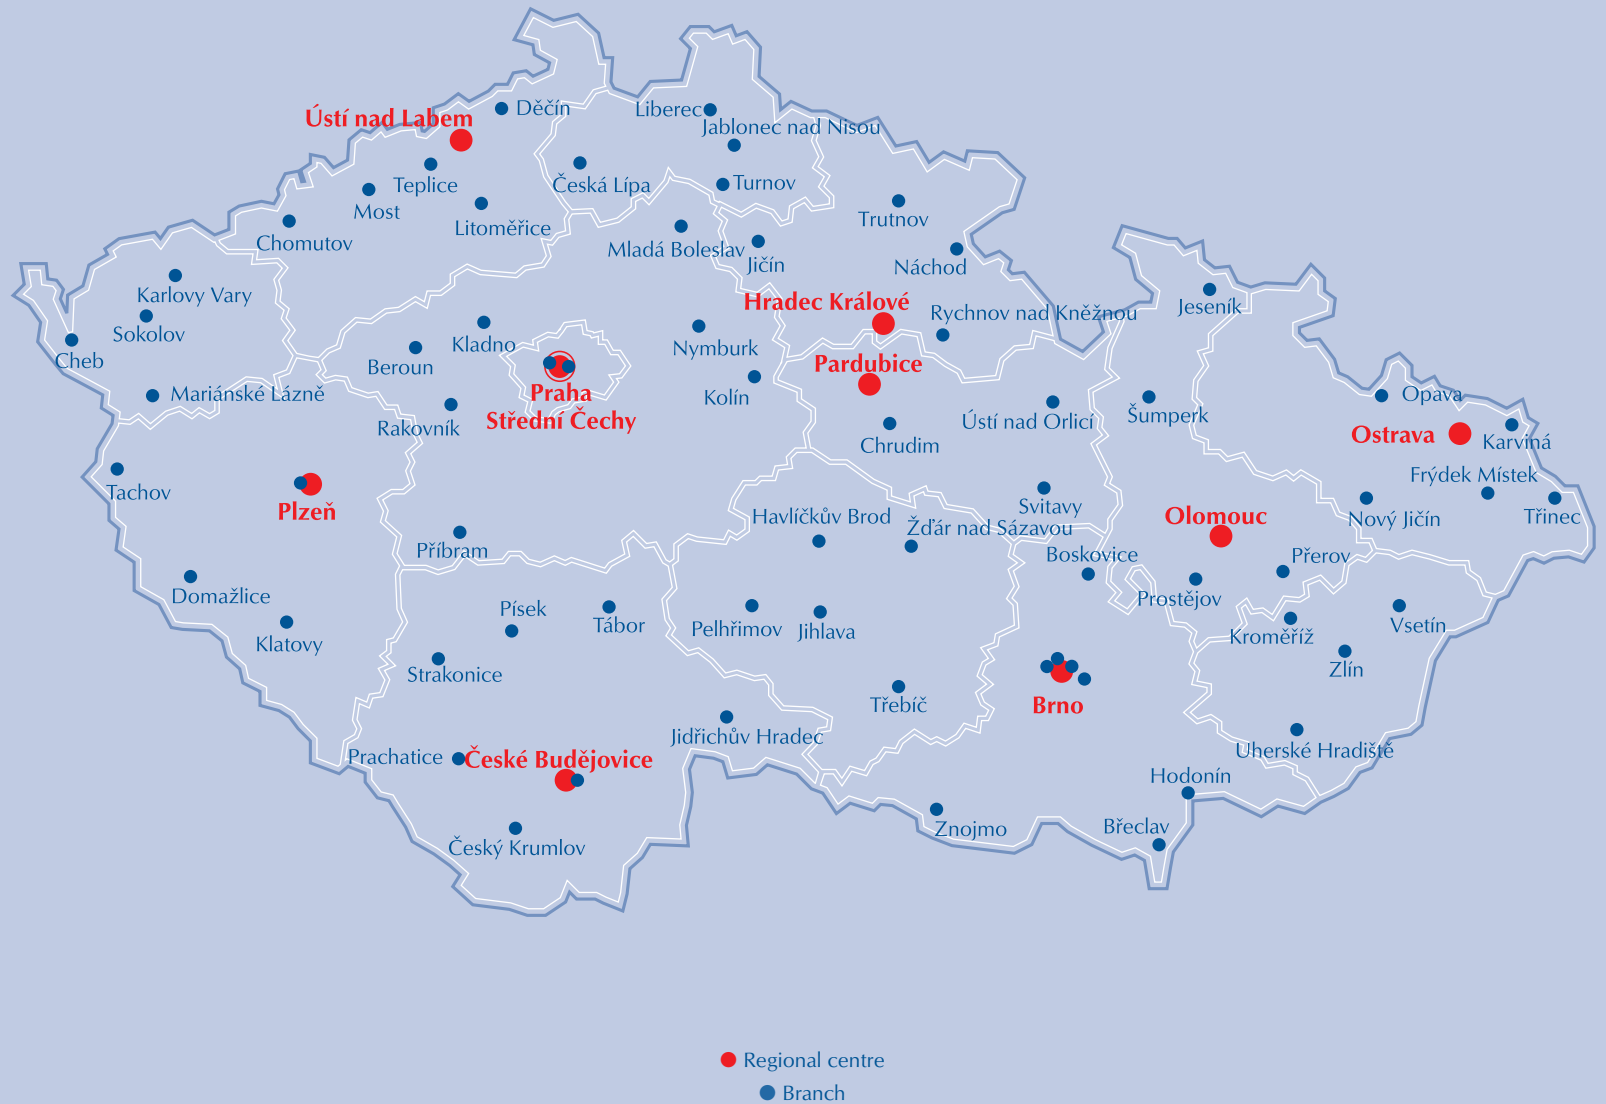 Děčín
Liberec
Ústí nad Labem
Jablonec nad Nisou
Teplice
Česká Lípa
Turnov
Most
Trutnov
Litoměřice
Chomutov
Mladá Boleslav
Jičín
Náchod
Karlovy Vary
Hradec Králové
Jeseník
Rychnov nad Kněžnou
Sokolov
Kladno
Nymburk
Cheb
Beroun
Pardubice
Mariánské Lázně
Praha
Střední Čechy
Kolín
Opava
Rakovník
Ústí nad Orlicí
Šumperk
Ostrava
Karviná
Chrudim
Frýdek Místek
Tachov
Plzeň
Svitavy
Havlíčkův Brod
Žďár nad Sázavou
Olomouc
Nový Jičín
Třinec
Příbram
Boskovice
Přerov
Domažlice
Písek
Prostějov
Tábor
Pelhřimov
Jihlava
Kroměříž
Vsetín
Klatovy
Strakonice
Zlín
Třebíč
Brno
Jidřichův Hradec
Uherské Hradiště
Prachatice
České Budějovice
Hodonín
Znojmo
Břeclav
Český Krumlov
Regional centre
Branch